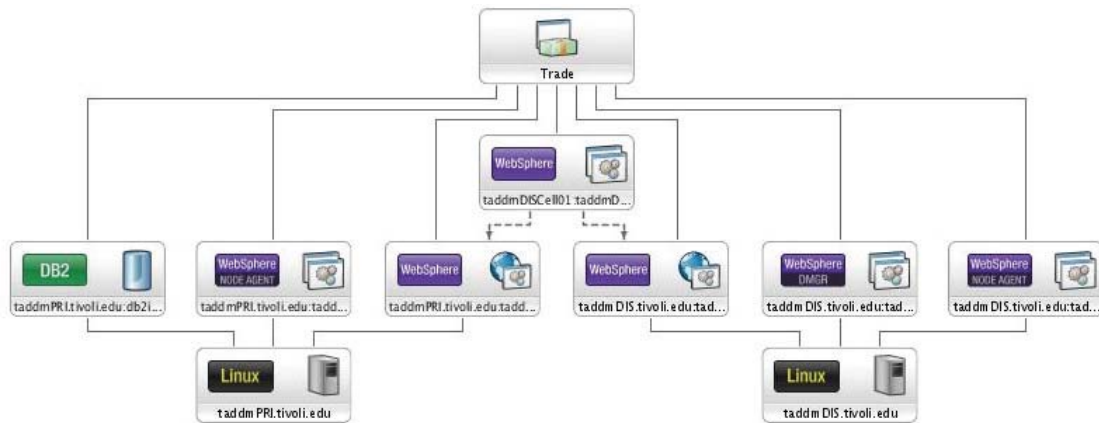 Trade
WebSphere
taddmDISCell01:taddmD...
DB2
taddmPRI.tivoli.edu:db2i...
WebSphere
NODE AGENT
taddmPRI.tivoli.edu:tadd...
WebSphere
taddmPRI.tivoli.edu:tadd...
WebSphere
taddmDIS.tivoli.edu:tad...
WebSphere
DMGR
taddmDIS.tivoli.edu:tad...
WebSphere
NODE AGENT
taddmDIS.tivoli.edu:tad...
Linux
taddmPRI.tivoli.edu
Linux
taddmDIS.tivoli.edu